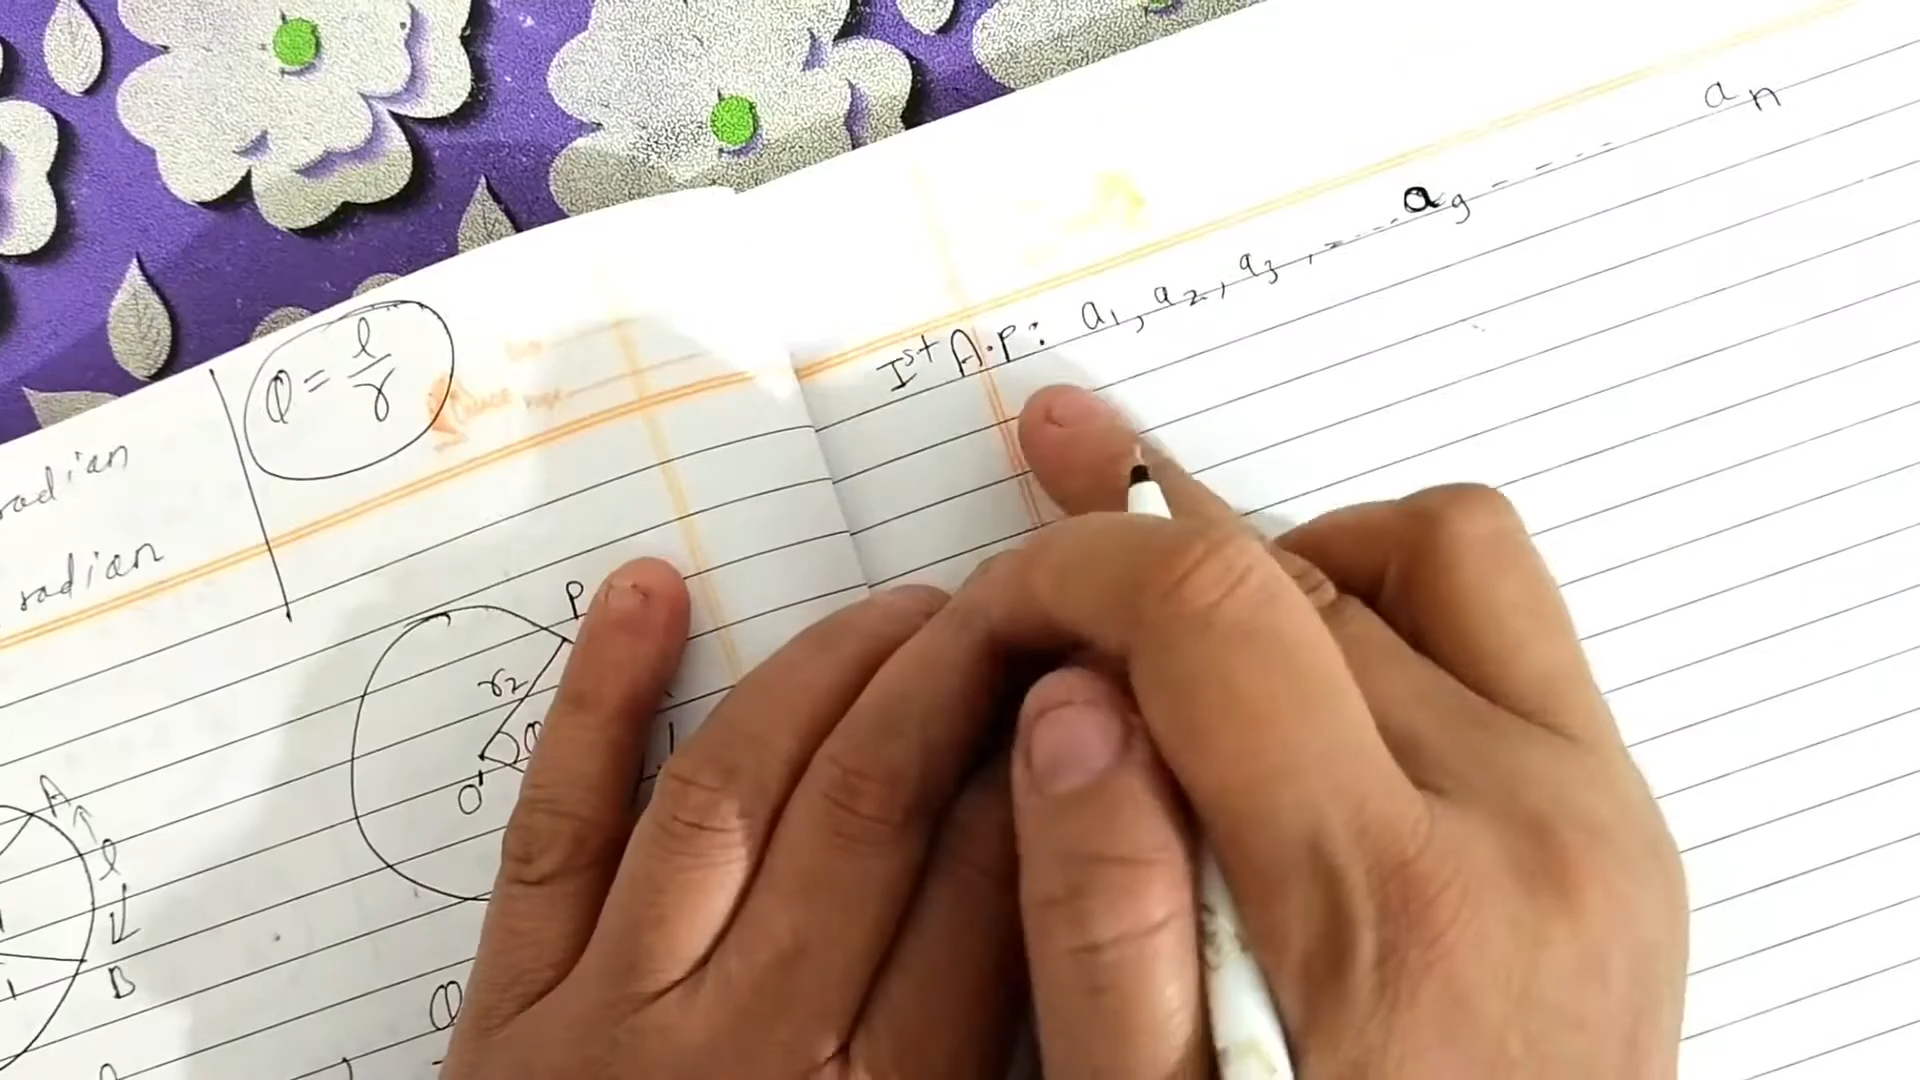 radian
radian
Q = l/r
P
r2
O'
A
l
B
Q
Ist A.P: a1, a2, a3, ---- a9 - - - - - an